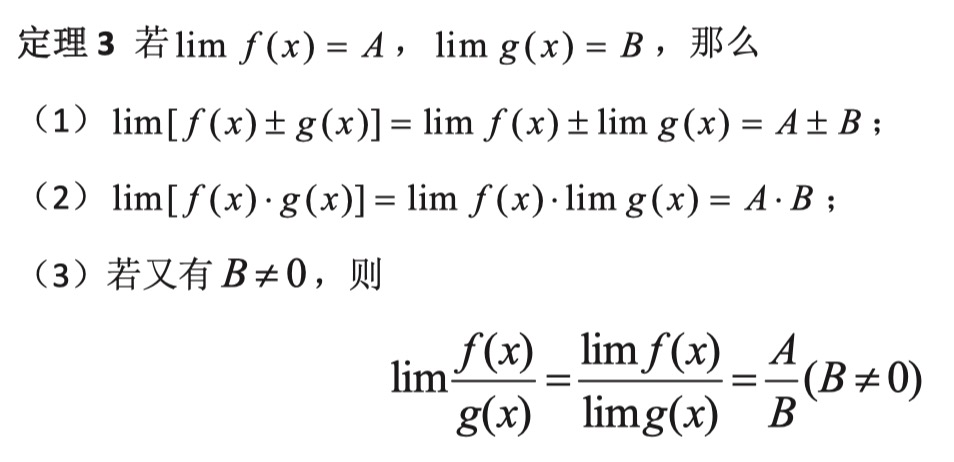 定理 3 若 lim f(x) = A， lim g(x) = B，那么
（1）lim[f(x) ± g(x)] = lim f(x) ± lim g(x) = A ± B；
（2）lim[f(x) · g(x)] = lim f(x) · lim g(x) = A · B；
（3）若又有 B ≠ 0，则
lim f(x)/g(x) = lim f(x)/lim g(x) = A/B (B ≠ 0)